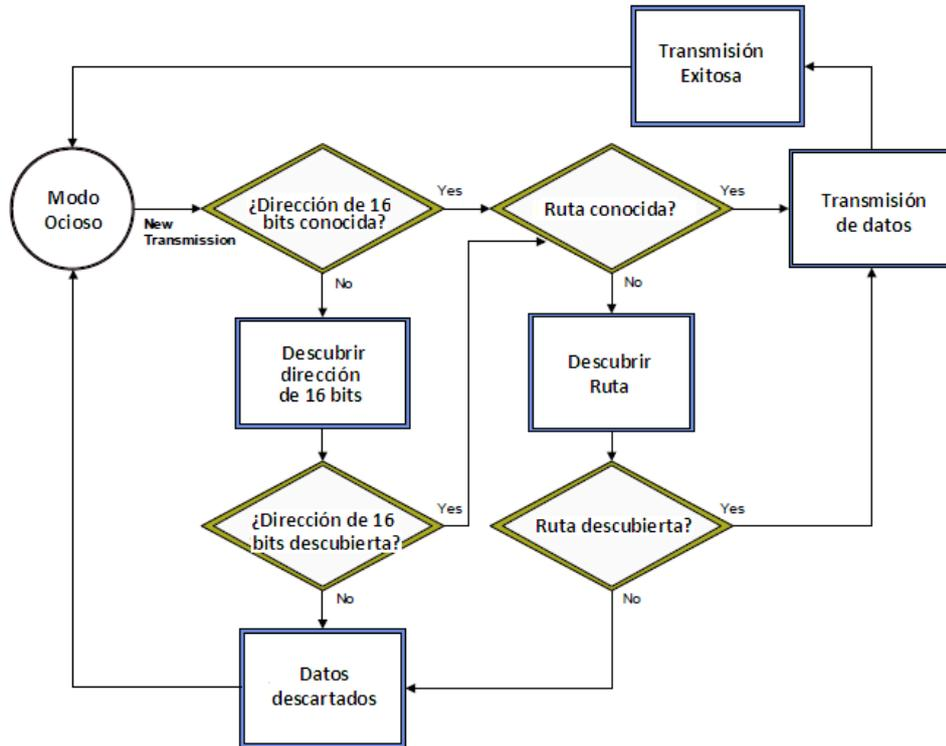 Transmisión
Exitosa
Modo
Ocioso
New
Transmission
¿Dirección de 16
bits conocida?
Yes
Ruta conocida?
Yes
Transmisión
de datos
No
No
Descubrir
dirección
de 16 bits
Descubrir
Ruta
¿Dirección de 16
bits descubierta?
Yes
Ruta descubierta?
Yes
No
No
Datos
descartados